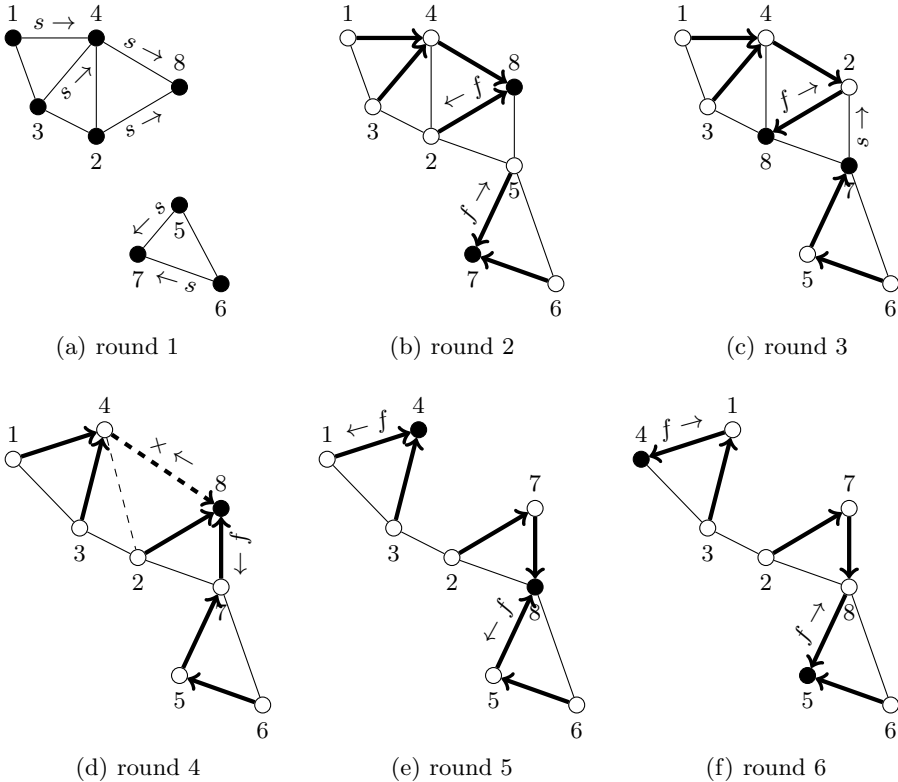 1 s → 4 s → 8
s →
3 2 s →
← s 5
7 ← s 6
(a) round 1
1 4 8
← f
3 2 5
f →
7 6
(b) round 2
1 4 2
f →
3 8 s →
7
5 6
(c) round 3
4
1 x ←
8
3 2 ← f
7
5 6
(d) round 4
← f 4
1 7
3 2
← f 8
5 6
(e) round 5
4 f → 1
7
3 2
f → 8
5 6
(f) round 6